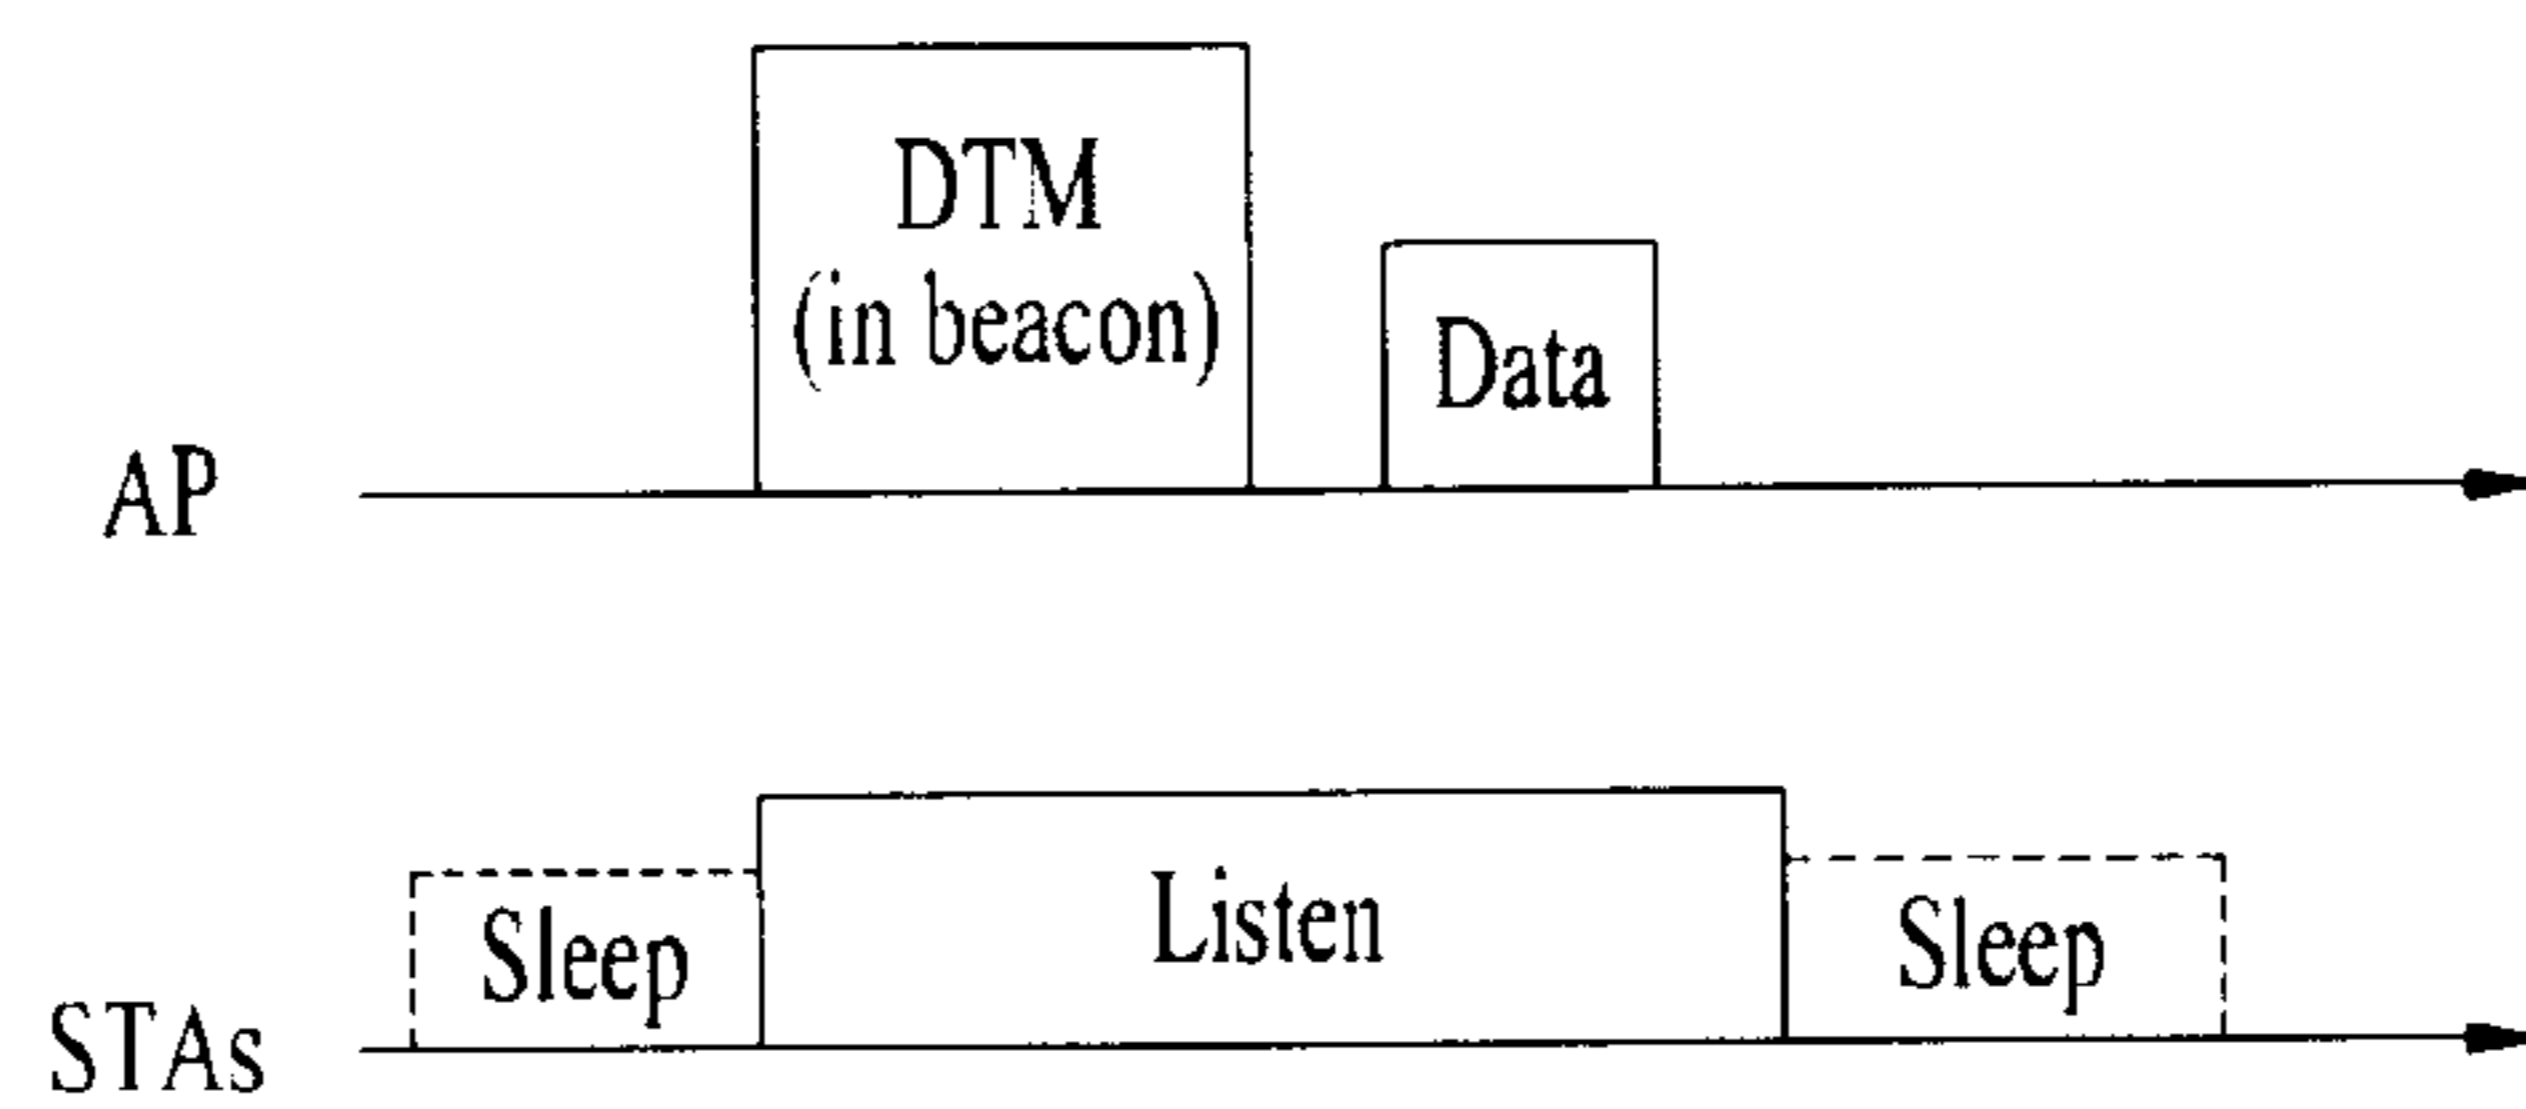 DTM
(in beacon)
Data
AP
Sleep
Listen
Sleep
STAs